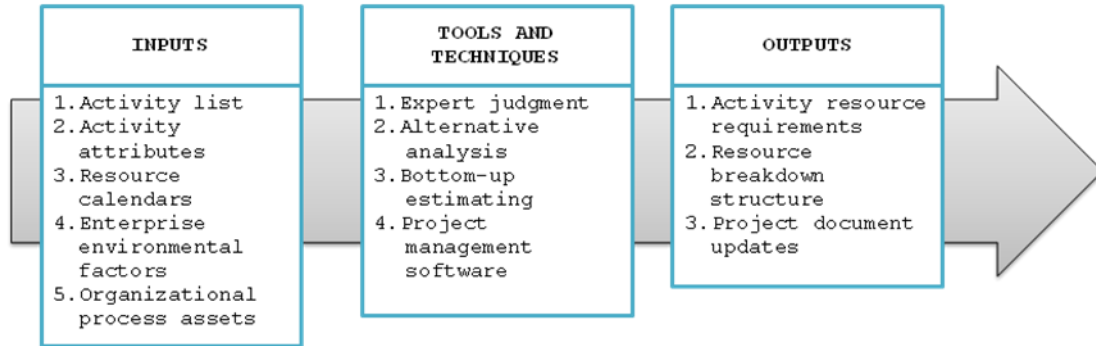 INPUTS
1.Activity list
2.Activity
attributes
3.Resource
calendars
4.Enterprise
environmental
factors
5.Organizational
process assets
TOOLS AND
TECHNIQUES
1.Expert judgment
2.Alternative
analysis
3.Bottom-up
estimating
4.Project
management
software
OUTPUTS
1.Activity resource
requirements
2.Resource
breakdown
structure
3.Project document
updates